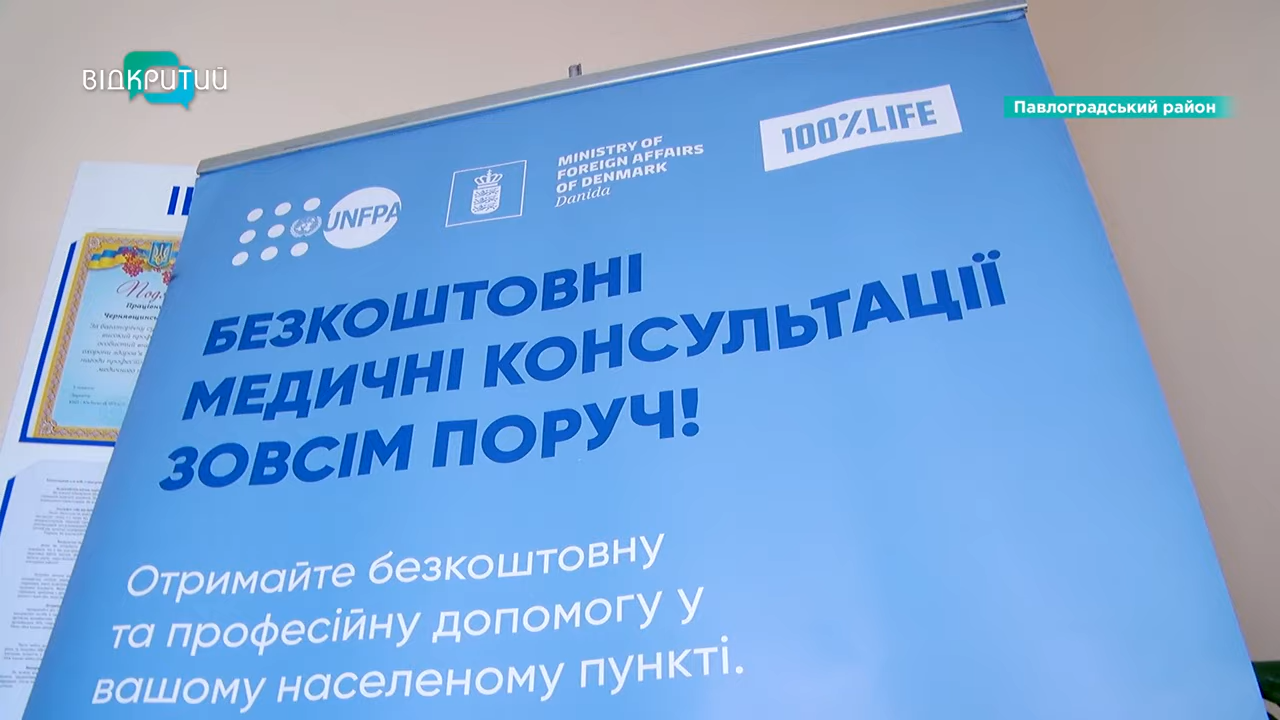 ВІДКРИТИЙ
Павлоградський район
UNFPA
MINISTRY OF
FOREIGN AFFAIRS
OF DENMARK
Danida
100%LIFE
БЕЗКОШТОВНІ
МЕДИЧНІ КОНСУЛЬТАЦІЇ
ЗОВСІМ ПОРУЧ!
Отримайте безкоштовну
та професійну допомогу у
вашому населеному пункті.